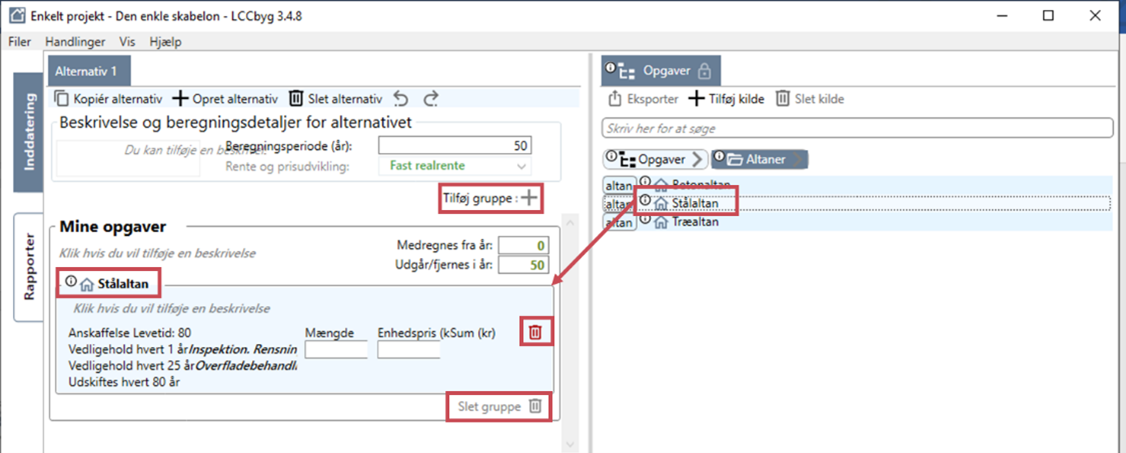 Enkelt projekt - Den enkle skabelon - LCCbyg 3.4.8
Filer Handlinger Vis Hjælp
Inddatering
Rapporter
Alternativ 1
Kopiér alternativ Opret alternativ Slet alternativ
Beskrivelse og beregningsdetaljer for alternativet
Du kan tilføje en beskrivel
Beregningsperiode (år): 50
Rente og prisudvikling: Fast realrente
Tilføj gruppe :
Mine opgaver
Klik hvis du vil tilføje en beskrivelse
Medregnes fra år: 0
Udgår/fjernes i år: 50
Stålaltan
Klik hvis du vil tilføje en beskrivelse
Anskaffelse Levetid: 80 Mængde Enhedspris (kSum (kr)
Vedligehold hvert 1 årInspektion. Rensnin
Vedligehold hvert 25 årOverfladebehandl
Udskiftes hvert 80 år
Slet gruppe
Opgaver
Eksporter Tilføj kilde Slet kilde
Skriv her for at søge
Opgaver Altaner
altan Betonaltan
altan Stålaltan
altan Træaltan